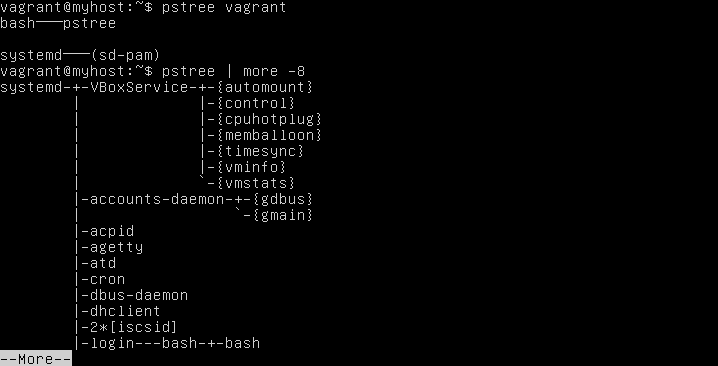 vagrant@myhost:~$ pstree vagrant
bash───pstree

systemd───(sd-pam)
vagrant@myhost:~$ pstree | more -8
systemd-+-VBoxService-+-{automount}
        |             |-{control}
        |             |-{cpuhotplug}
        |             |-{memballoon}
        |             |-{timesync}
        |             |-{vminfo}
        |             `-{vmstats}
        |-accounts-daemon-+-{gdbus}
        |                 `-{gmain}
        |-acpid
        |-agetty
        |-atd
        |-cron
        |-dbus-daemon
        |-dhclient
        |-2*[iscsid]
        |-login---bash-+-bash
--More--